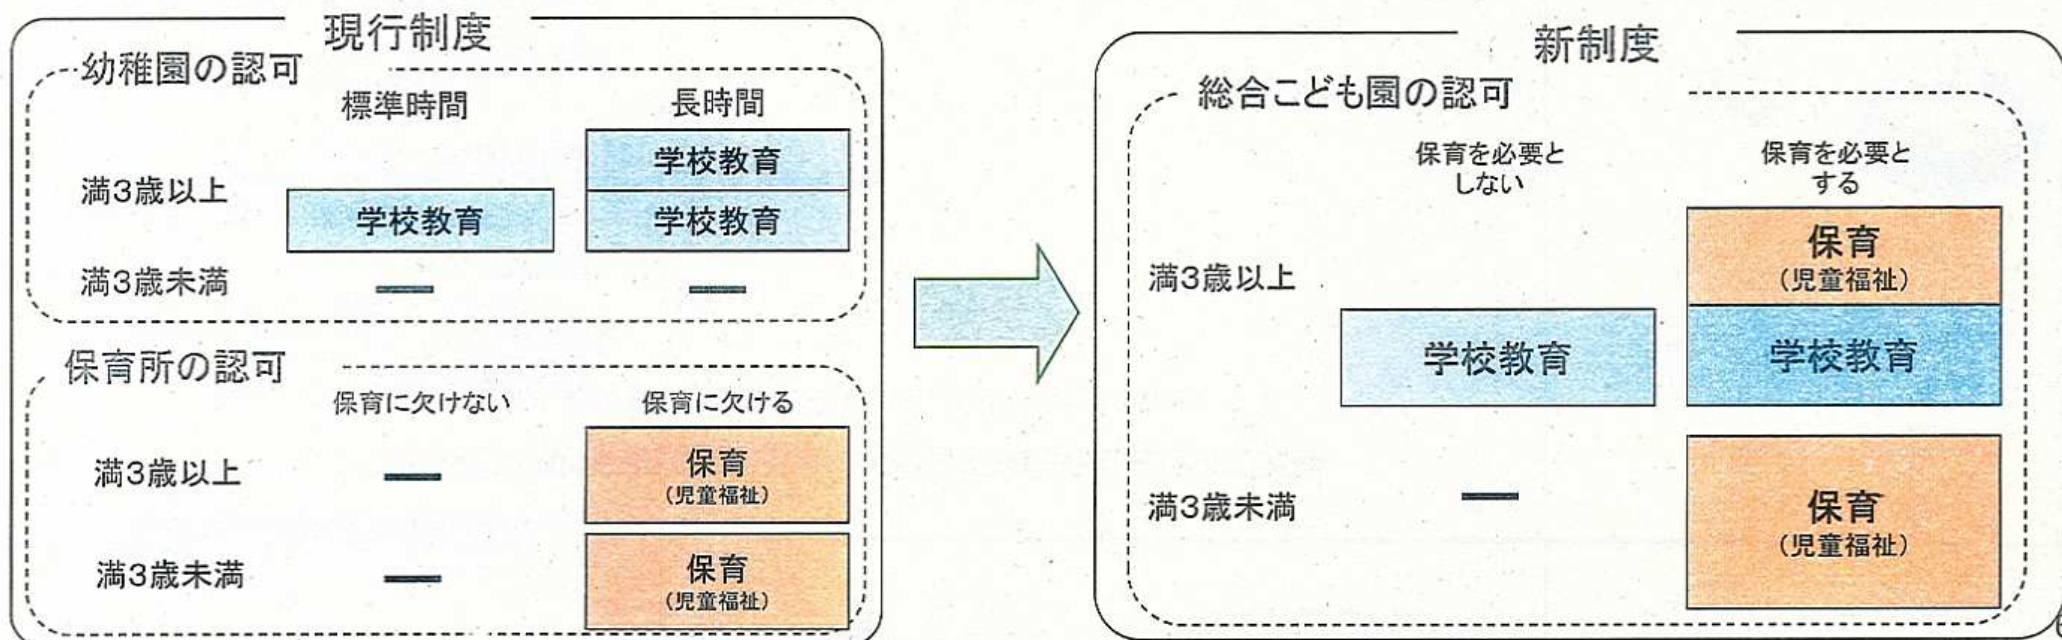 現行制度
幼稚園の認可
標準時間
長時間
学校教育
満3歳以上
学校教育
学校教育
満3歳未満
―
―
保育所の認可
保育に欠けない
保育に欠ける
満3歳以上
―
保育
(児童福祉)
満3歳未満
―
保育
(児童福祉)
新制度
総合こども園の認可
保育を必要と
しない
保育を必要と
する
満3歳以上
保育
(児童福祉)
学校教育
学校教育
満3歳未満
―
保育
(児童福祉)